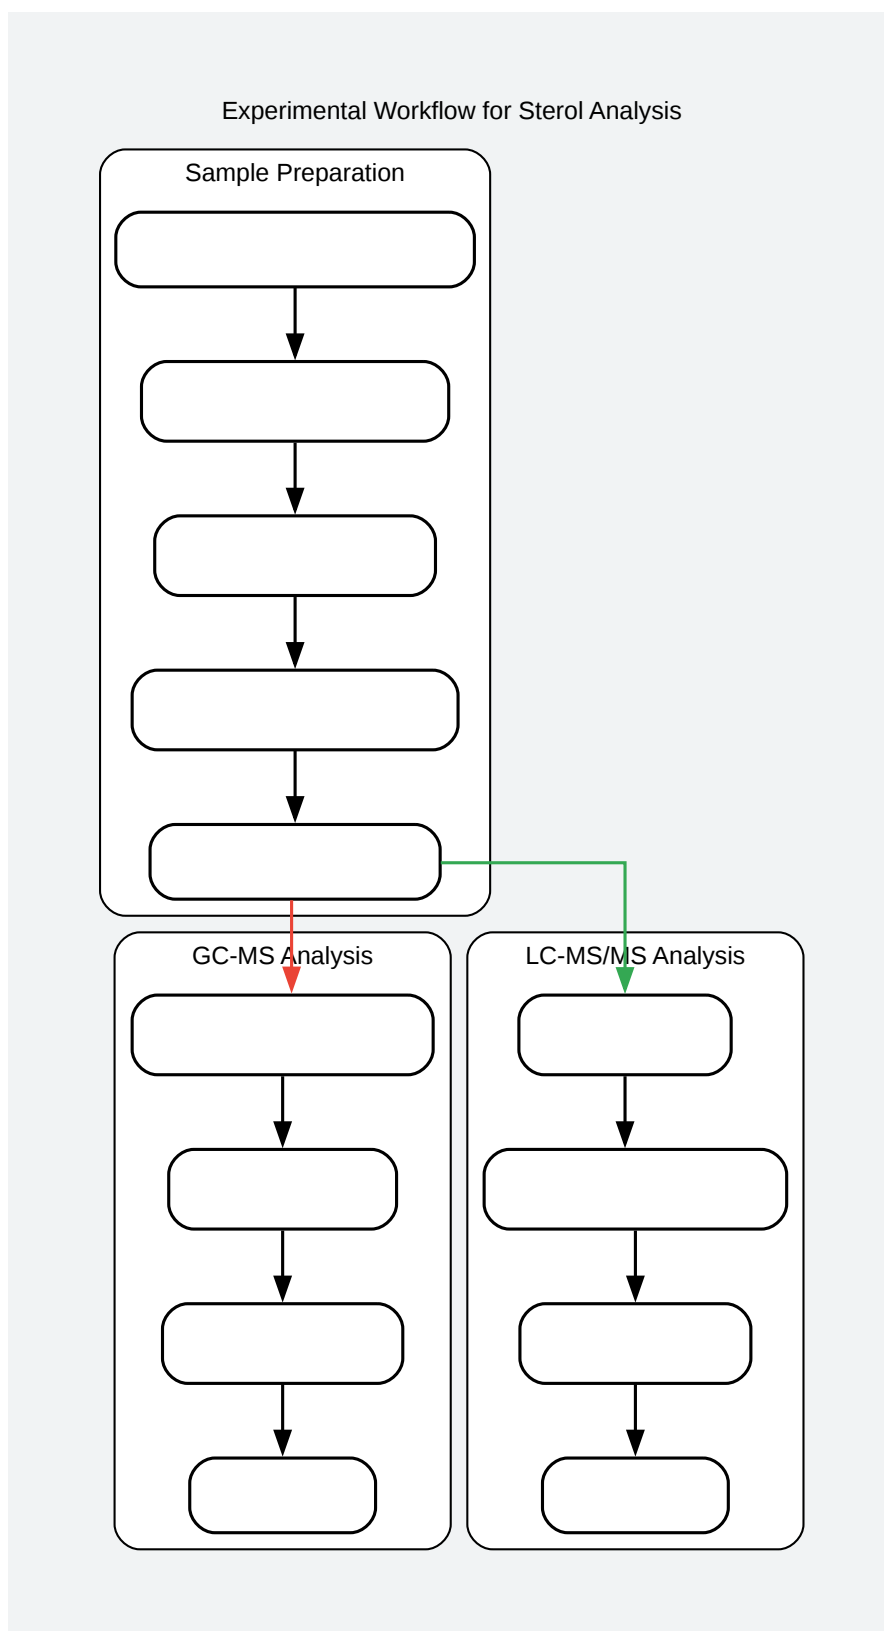 Experimental Workflow for Sterol Analysis
Sample Preparation
GC-MS Analysis
LC-MS/MS Analysis